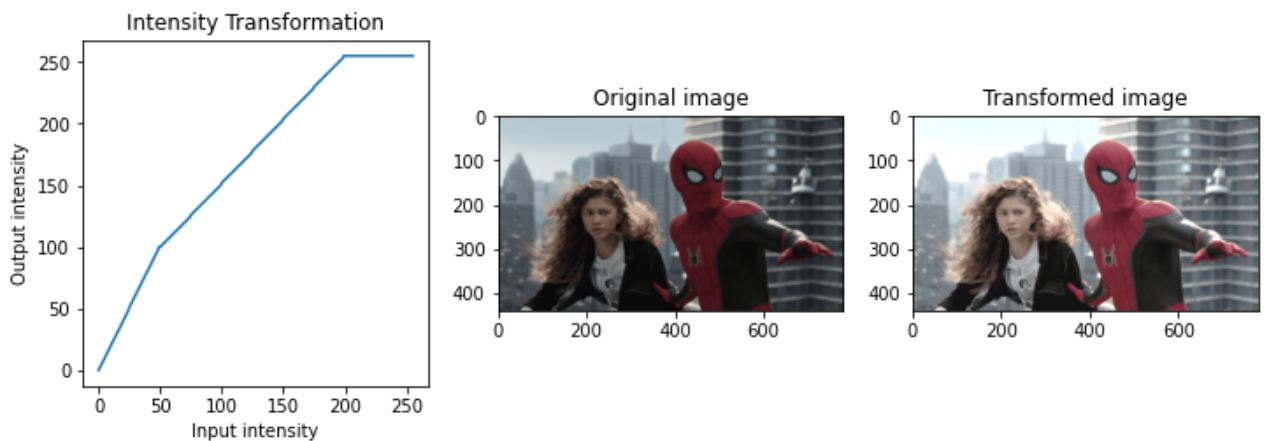 Intensity Transformation
250
200
150
100
50
0
Output intensity
0 50 100 150 200 250
Input intensity
Original image
0
100
200
300
400
0 200 400 600
Transformed image
0
100
200
300
400
0 200 400 600